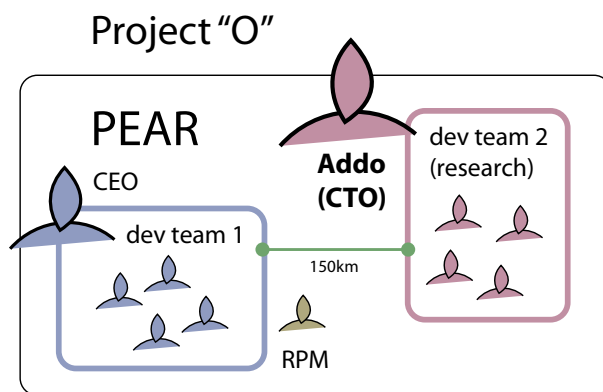 Project “O”
PEAR
CEO
dev team 1
Addo
(CTO)
dev team 2
(research)
150km
RPM